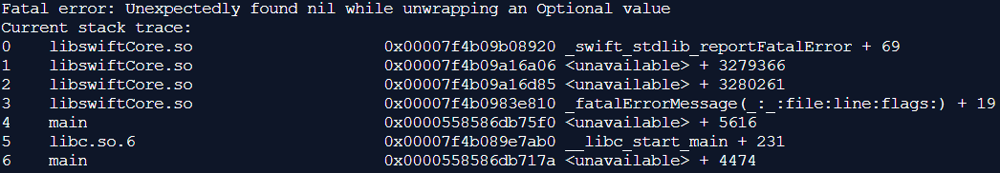 Fatal error: Unexpectedly found nil while unwrapping an Optional value
Current stack trace:
0    libswiftCore.so                    0x00007f4b09b08920 _swift_stdlib_reportFatalError + 69
1    libswiftCore.so                    0x00007f4b09a16a06 <unavailable> + 3279366
2    libswiftCore.so                    0x00007f4b09a16d85 <unavailable> + 3280261
3    libswiftCore.so                    0x00007f4b0983e810 _fatalErrorMessage(_:_:file:line:flags:) + 19
4    main                               0x0000558586db75f0 <unavailable> + 5616
5    libc.so.6                          0x00007f4b089e7ab0 __libc_start_main + 231
6    main                               0x0000558586db717a <unavailable> + 4474